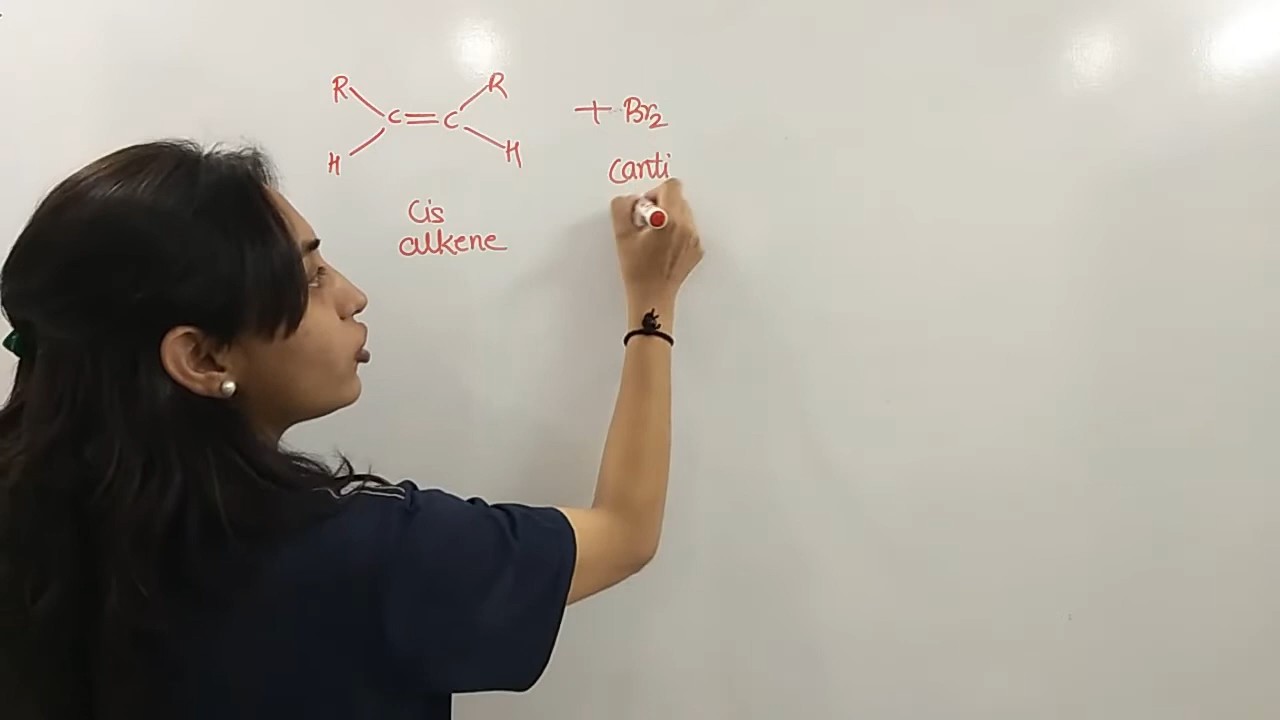 R R
C=C + Br2
H H
(anti
Cis
alkene